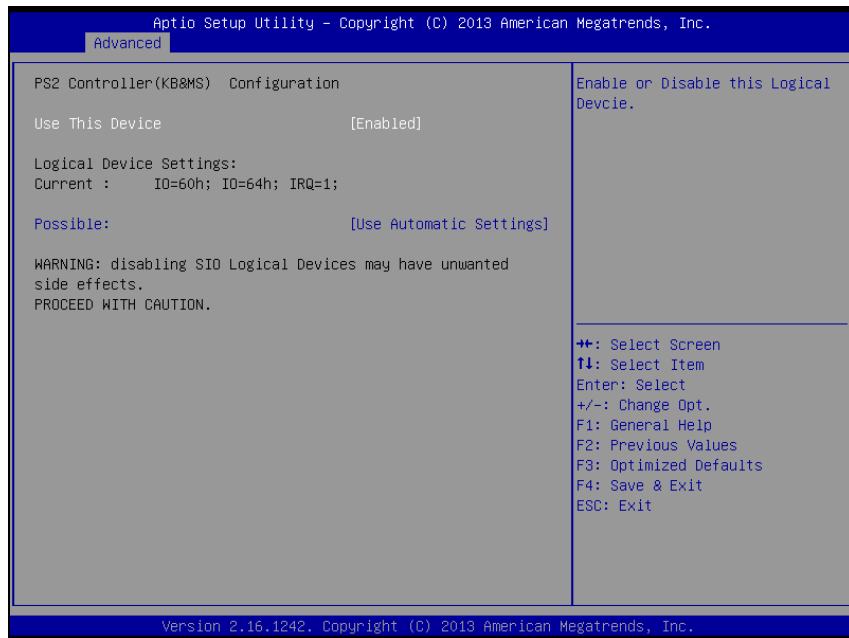 Aptio Setup Utility – Copyright (C) 2013 American Megatrends, Inc.
Advanced
PS2 Controller(KB&MS) Configuration
Use This Device [Enabled]
Logical Device Settings:
Current : IO=60h; IO=64h; IRQ=1;
Possible: [Use Automatic Settings]
WARNING: disabling SIO Logical Devices may have unwanted
side effects.
PROCEED WITH CAUTION.
Enable or Disable this Logical
Devcie.
→←: Select Screen
↑↓: Select Item
Enter: Select
+/-: Change Opt.
F1: General Help
F2: Previous Values
F3: Optimized Defaults
F4: Save & Exit
ESC: Exit
Version 2.16.1242. Copyright (C) 2013 American Megatrends, Inc.